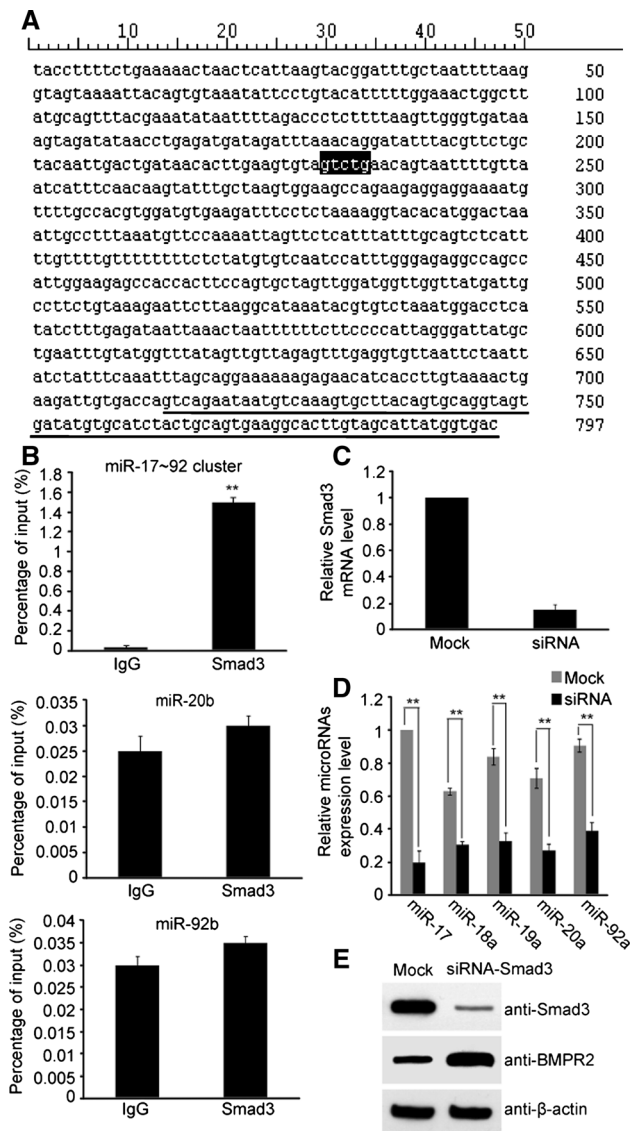 A
0 10 20 30 40 50
taccttttctgaaaaactaactcattaagtacggatttgctaattttaag 50
gtagtaaaattacagtgtaaatattcctgtacatttttggaaactggctt 100
atgcagtttacgaaatataattttagaccctcttttaagttgggtgataa 150
agtagatataacctgagatgatagatttaaacaggatatttacgttctgc 200
tacaattgactgataacacttgaagtgtagtctgaacagtaattttgtta 250
atcatttcaacaagtatttgctaagtggaagccagaagaggaggaaaatg 300
ttttgccacgtggatgtgaagatttcctctaaaaggtacacatggactaa 350
attgcctttaaatgttccaaaattagttctcatttatttgcagtctcatt 400
ttgttttgttttttttctctatgtgtcaatccatttgggagaggccagcc 450
attggaagagccaccacttccagtgctagttggatggttggttatgattg 500
ccttctgtaaagaattcttaaggcataaatacgtgtctaaatggacctca 550
tatctttgagataattaaactaattttttcttccccattagggattatgc 600
tgaatttgtatggtttatagttgttagagtttgaggtgttaattctaatt 650
atctatttcaaatttagcaggaaaaaagagaacatcaccttgtaaaactg 700
aagattgtgaccagtcagaataatgtcaaagtgcttacagtgcaggtagt 750
gatatgtgcatctactgcagtgaaggcacttgtagcattatggtgac 797
B
miR-17~92 cluster
Percentage of input (%)
1.8
1.6
1.4
1.2
1
0.8
0.6
0.4
0.2
0
**
IgG Smad3
miR-20b
Percentage of input (%)
0.035
0.03
0.025
0.02
0.015
0.01
0.005
0
IgG Smad3
miR-92b
Percentage of input (%)
0.04
0.035
0.03
0.02
0.02
0.01
0.01
0.005
0
IgG Smad3
C
Relative Smad3
mRNA level
1.2
1
0.8
0.6
0.4
0.2
0
Mock siRNA
D
Mock
siRNA
Relative microRNAs
expression level
1.2
1
0.8
0.6
0.4
0.2
0
** ** ** ** **
miR-17 miR-18a miR-19a miR-20a miR-92a
E
Mock siRNA-Smad3
anti-Smad3
anti-BMPR2
anti-β-actin